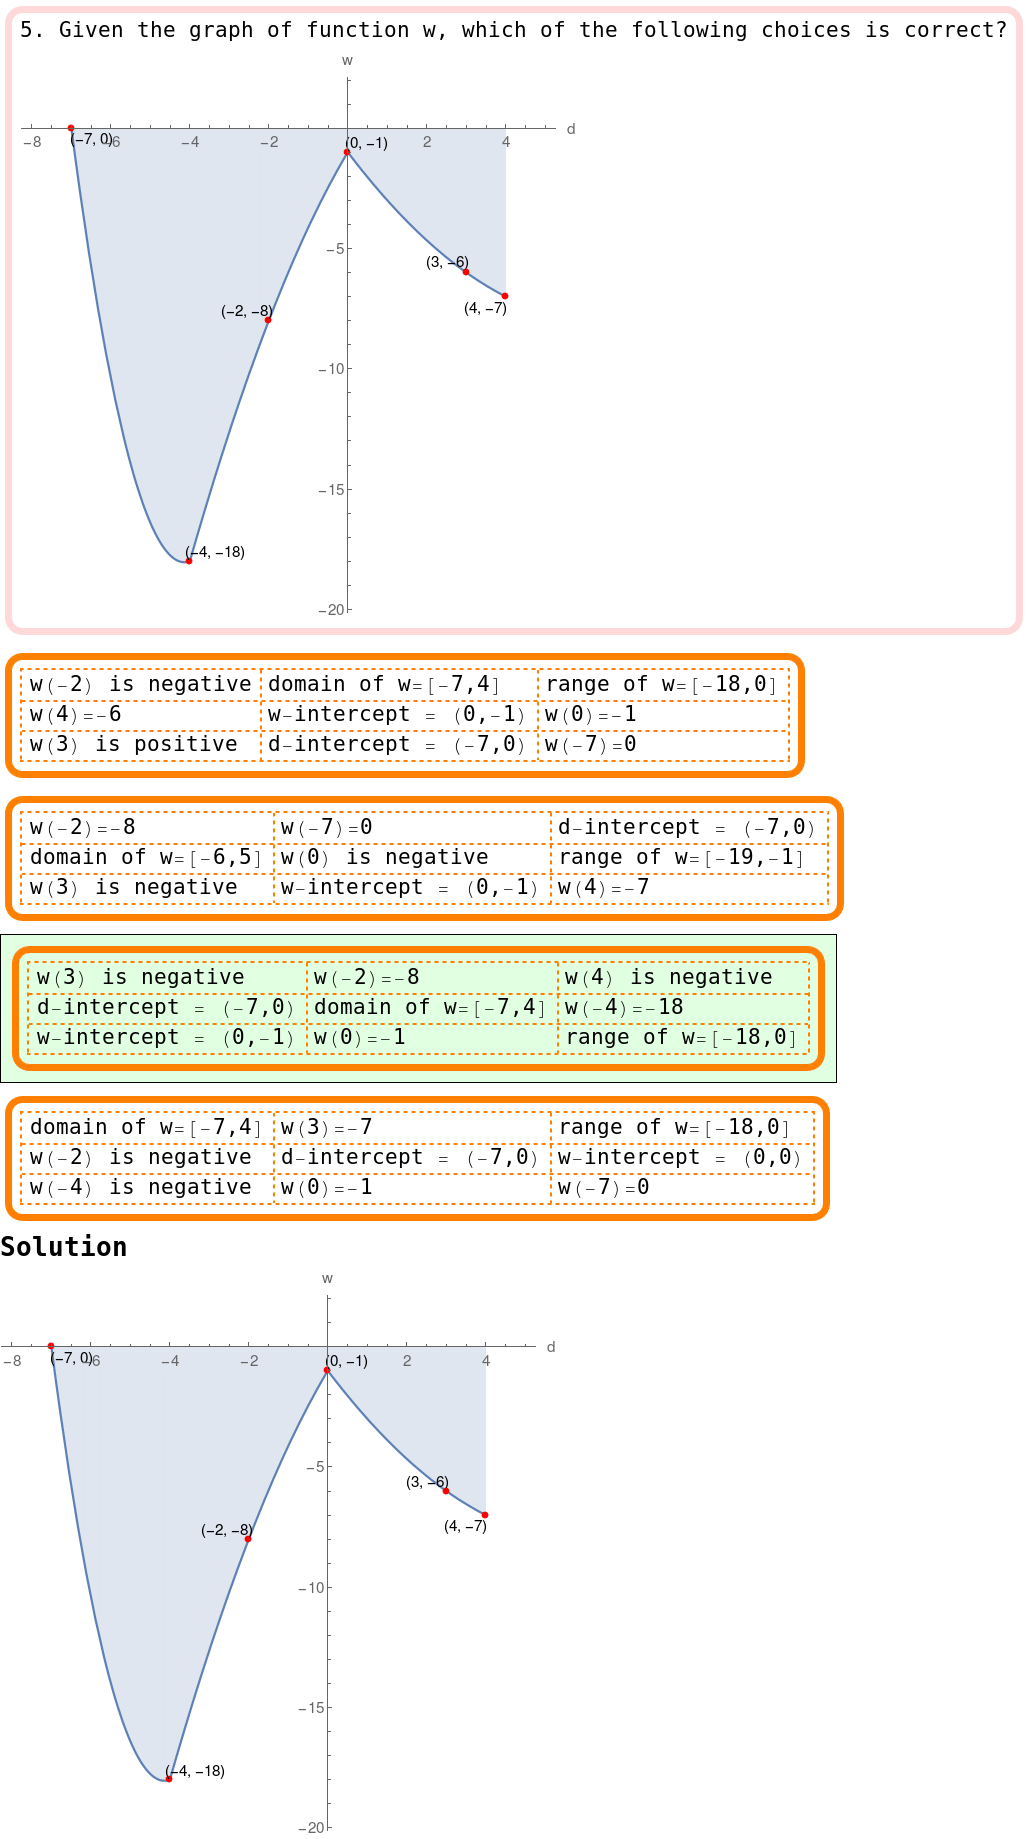 5. Given the graph of function w, which of the following choices is correct?
w
d
−8 −6 −4 −2 2 4
(−7, 0)
(0, −1)
−5
(3, −6)
(4, −7)
(−2, −8)
−10
−15
(−4, −18)
−20
w(−2) is negative domain of w=[−7,4] range of w=[−18,0]
w(4)=−6 w−intercept = (0,−1) w(0)=−1
w(3) is positive d−intercept = (−7,0) w(−7)=0
w(−2)=−8 w(−7)=0 d−intercept = (−7,0)
domain of w=[−6,5] w(0) is negative range of w=[−19,−1]
w(3) is negative w−intercept = (0,−1) w(4)=−7
w(3) is negative w(−2)=−8 w(4) is negative
d−intercept = (−7,0) domain of w=[−7,4] w(−4)=−18
w−intercept = (0,−1) w(0)=−1 range of w=[−18,0]
domain of w=[−7,4] w(3)=−7 range of w=[−18,0]
w(−2) is negative d−intercept = (−7,0) w−intercept = (0,0)
w(−4) is negative w(0)=−1 w(−7)=0
Solution
w
d
−8 −6 −4 −2 2 4
(−7, 0)
(0, −1)
−5
(3, −6)
(4, −7)
(−2, −8)
−10
−15
(−4, −18)
−20